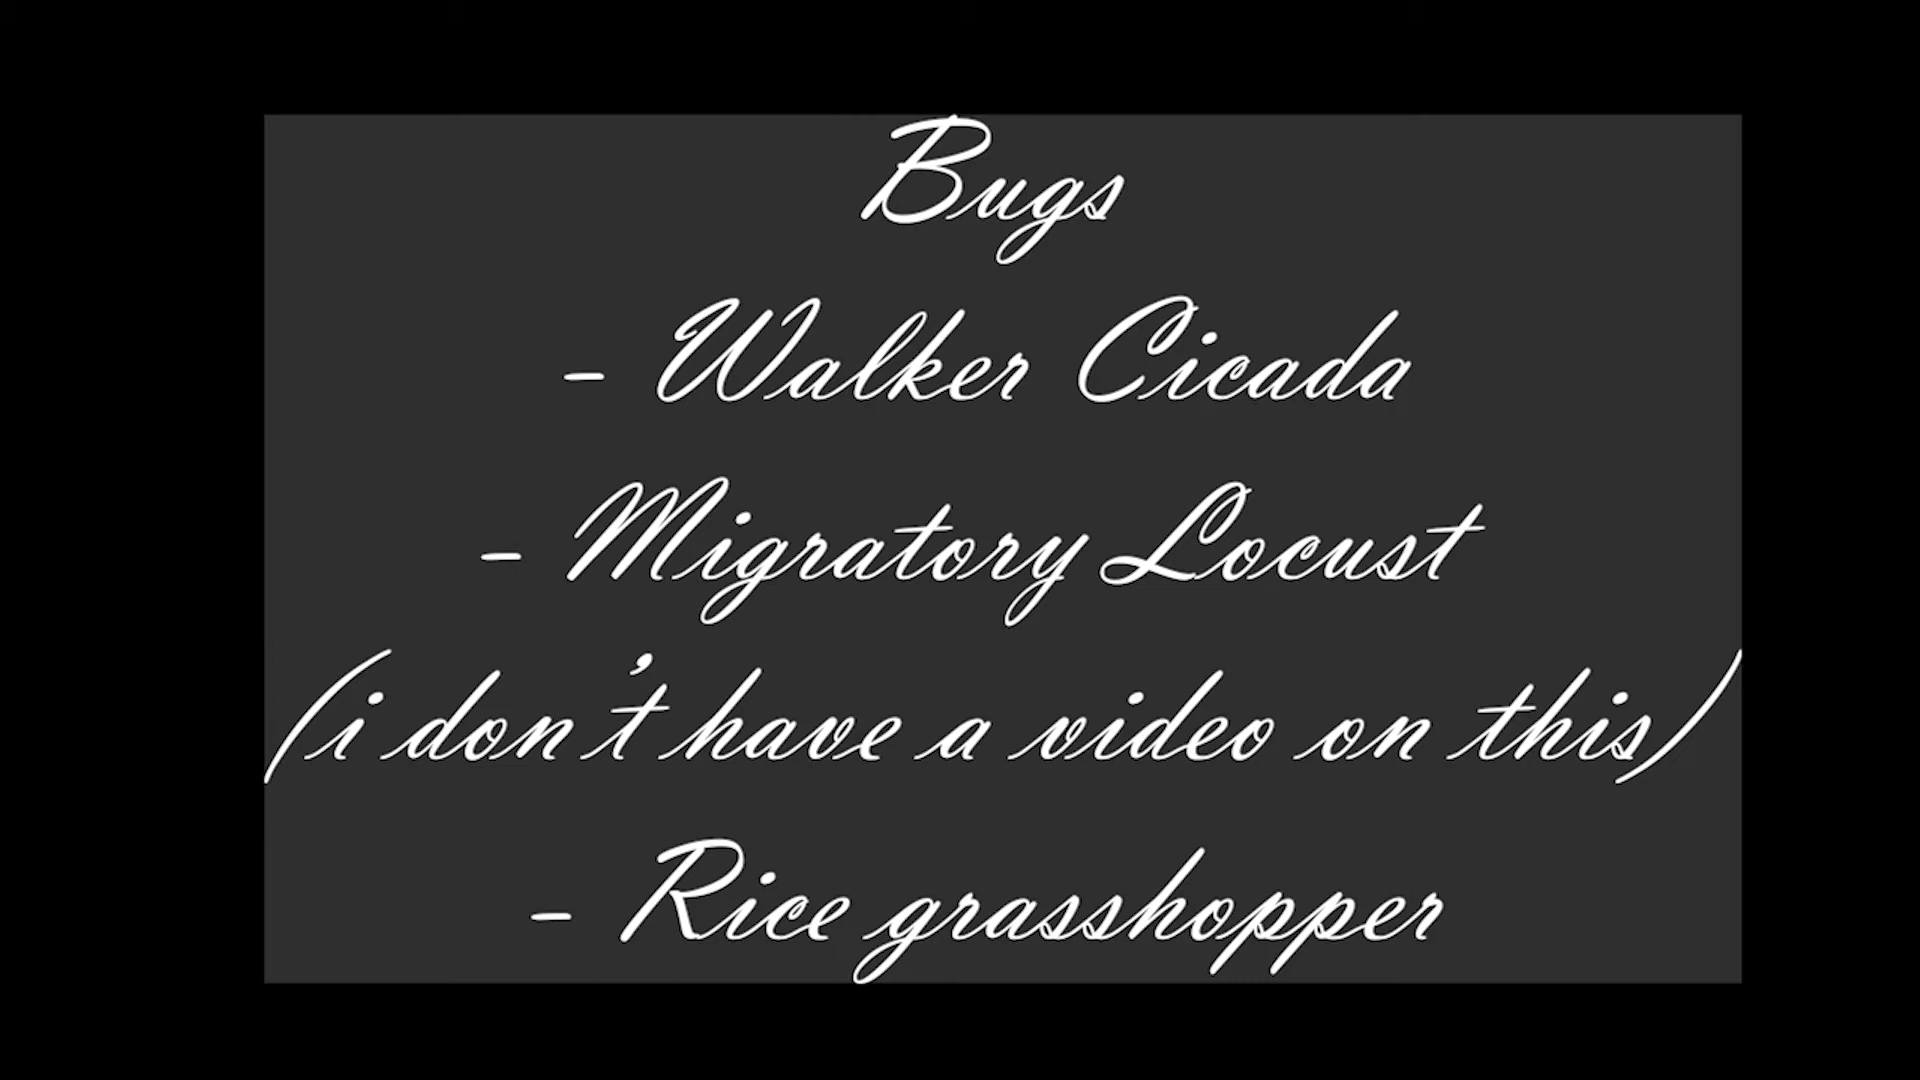 Bugs
- Walker Cicada
- Migratory Locust
(i don't have a video on this)
- Rice grasshopper